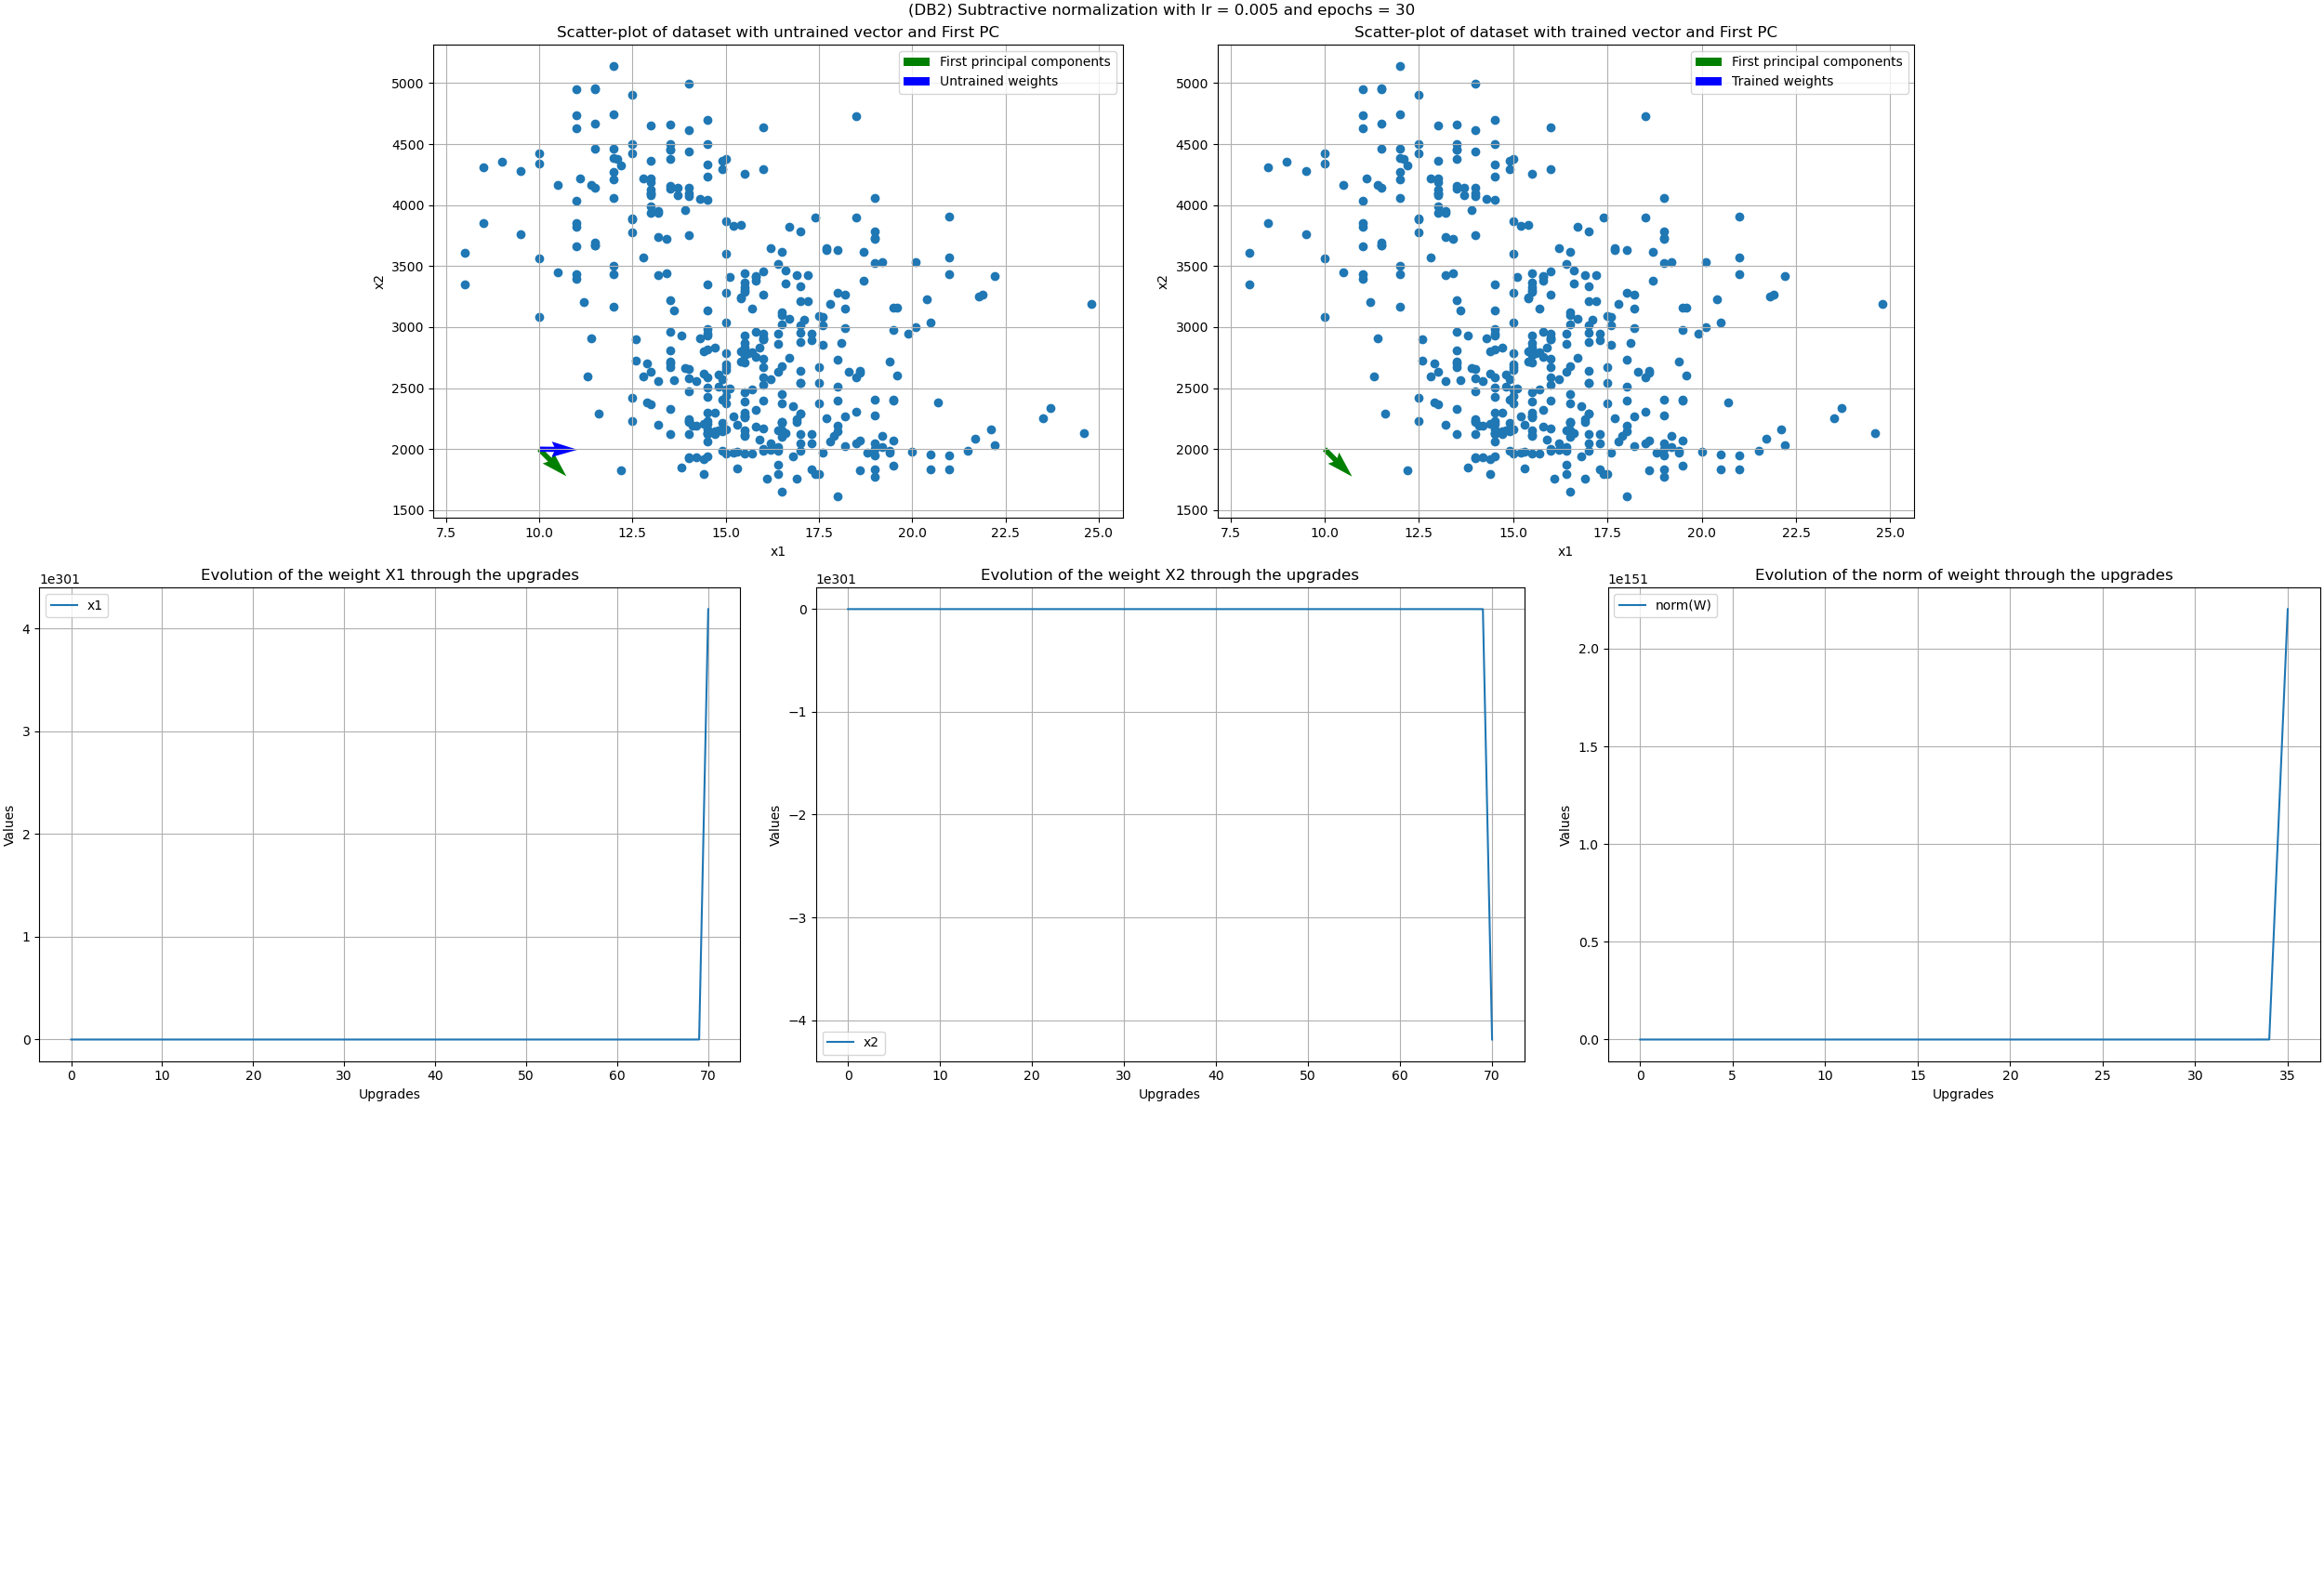 (DB2) Subtractive normalization with lr = 0.005 and epochs = 30
Scatter-plot of dataset with untrained vector and First PC
First principal components
Untrained weights
5000
4500
4000
3500
3000
2500
2000
1500
x2
7.5 10.0 12.5 15.0 17.5 20.0 22.5 25.0
x1
Scatter-plot of dataset with trained vector and First PC
First principal components
Trained weights
5000
4500
4000
3500
3000
2500
2000
1500
x2
7.5 10.0 12.5 15.0 17.5 20.0 22.5 25.0
x1
Evolution of the weight X1 through the upgrades
1e301
x1
4
3
2
1
0
Values
0 10 20 30 40 50 60 70
Upgrades
Evolution of the weight X2 through the upgrades
1e301
0
−1
−2
−3
−4
x2
Values
0 10 20 30 40 50 60 70
Upgrades
Evolution of the norm of weight through the upgrades
1e151
norm(W)
2.0
1.5
1.0
0.5
0.0
Values
0 5 10 15 20 25 30 35
Upgrades